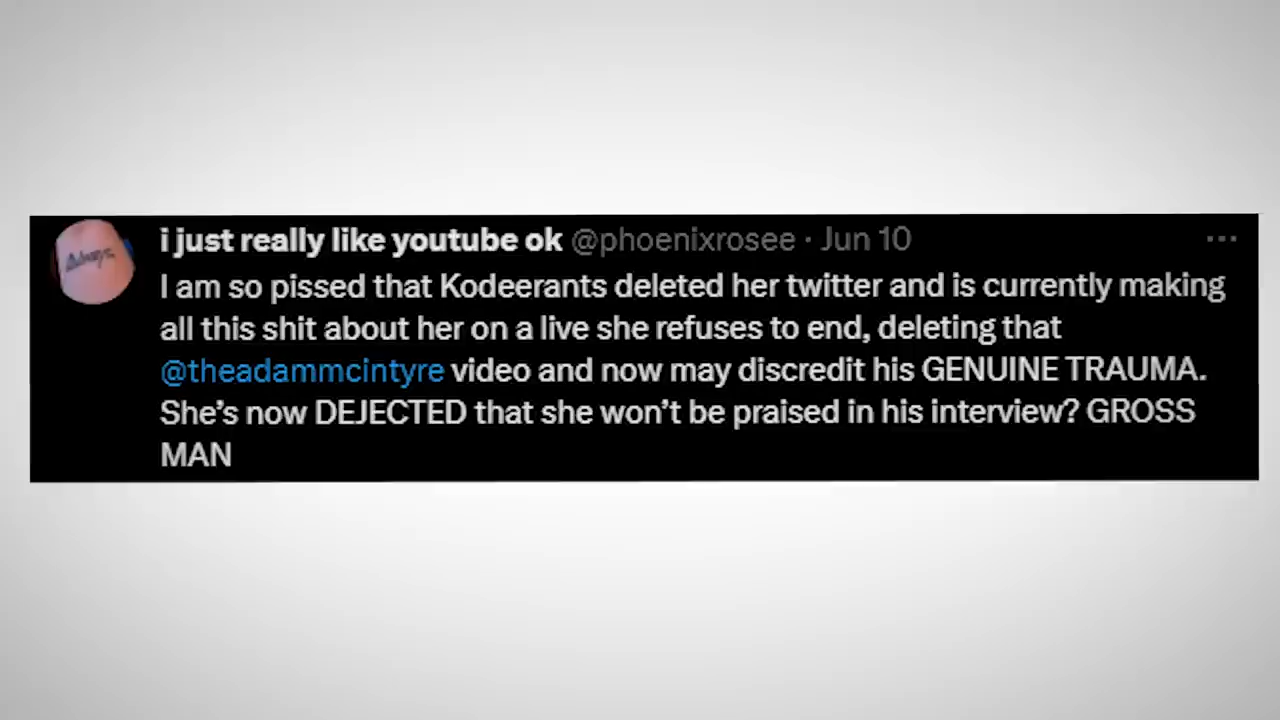 i just really like youtube ok @phoenixrosee · Jun 10 ...
I am so pissed that Kodeerants deleted her twitter and is currently making
all this shit about her on a live she refuses to end, deleting that
@theadammcintyre video and now may discredit his GENUINE TRAUMA.
She's now DEJECTED that she won't be praised in his interview? GROSS
MAN